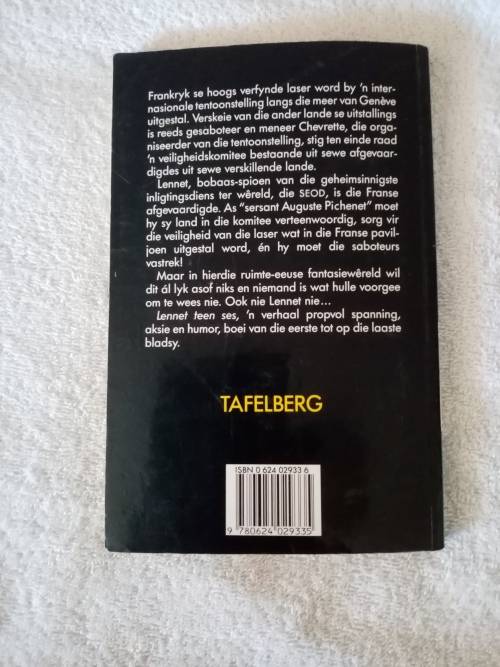 Frankryk se hoogs verfynde laser word by 'n inter-
nasionale tentoonstelling langs die meer van Genève
uitgestal. Verskeie van die ander lande se uitstallings
is reeds gesaboteer en meneer Chevrette, die orga-
niseerder van die tentoonstelling, stig ten einde raad
'n veiligheidskomitee bestaande uit sewe afgevaar-
digdes uit sewe verskillende lande.
Lennet, bobaas-spioen van die geheimsinnigste
inligtingsdiens ter wêreld, die SEOD, is die Franse
afgevaardigde. As "sersant Auguste Pichenet" moet
hy sy land in die komitee verteenwoordig, sorg vir
die veiligheid van die laser wat in die Franse pavil-
joen uitgestal word, én hy moet die saboteurs
vastrek!
Maar in hierdie ruimte-eeuse fantasiewêreld wil
dit ál lyk asof niks en niemand is wat hulle voorgee
om te wees nie. Ook nie Lennet nie...
Lennet teen ses, 'n verhaal propvol spanning,
aksie en humor, boei van die eerste tot op die laaste
bladsy.
TAFELBERG
ISBN 0 624 02933 6
9 780624 029335